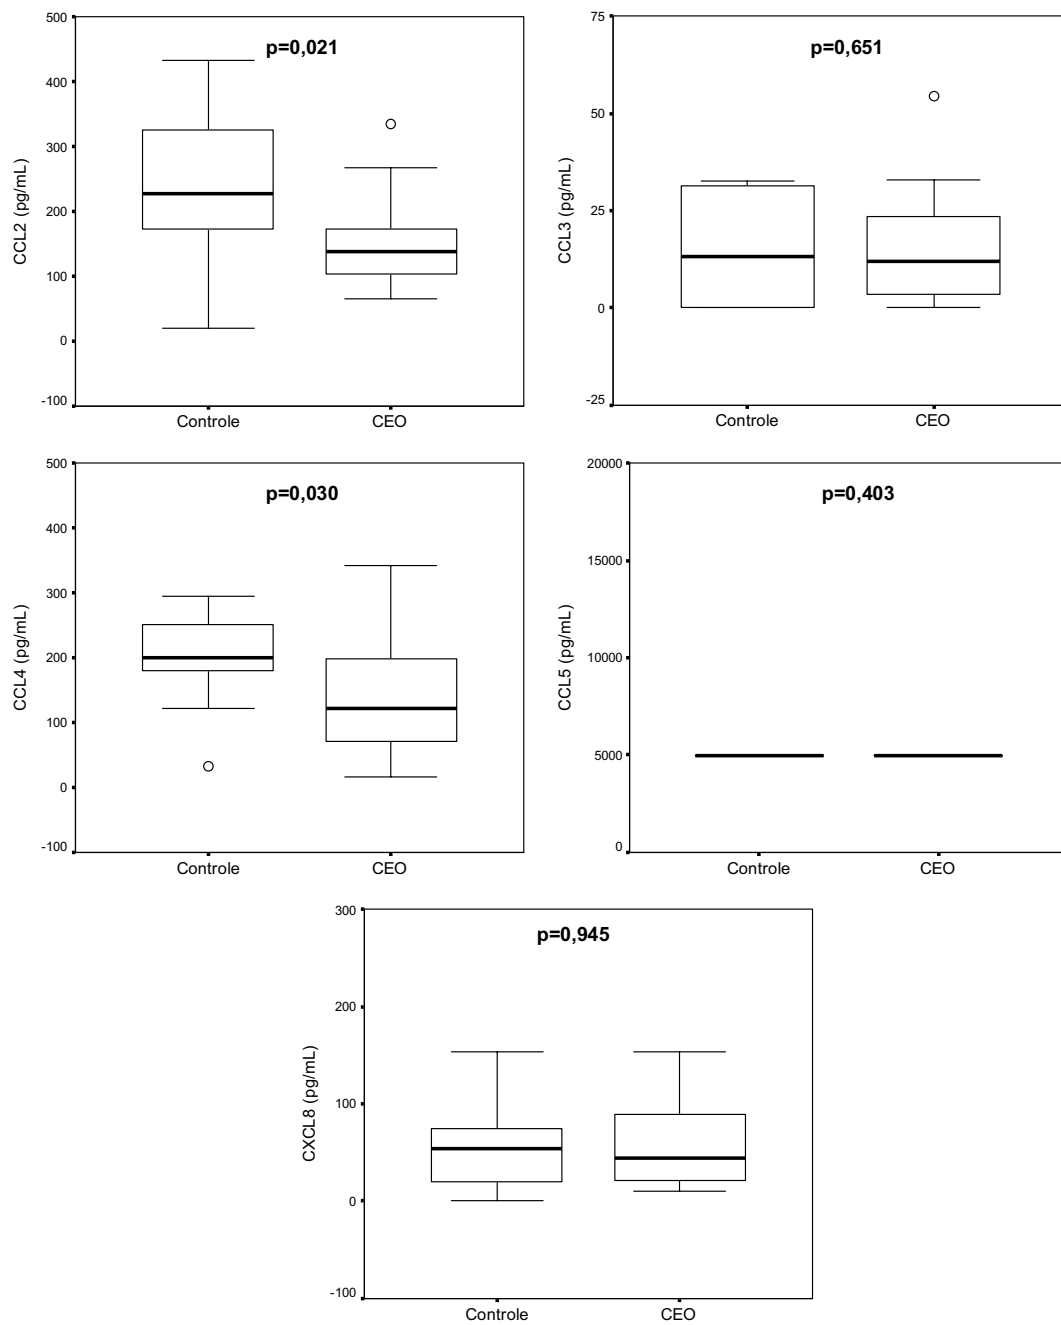 p=0,021
CCL2 (pg/mL)
500
400
300
200
100
0
-100
Controle CEO
p=0,651
CCL3 (pg/mL)
75
50
25
0
-25
Controle CEO
p=0,030
CCL4 (pg/mL)
500
400
300
200
100
0
-100
Controle CEO
p=0,403
CCL5 (pg/mL)
20000
15000
10000
5000
0
Controle CEO
p=0,945
CXCL8 (pg/mL)
300
200
100
0
-100
Controle CEO